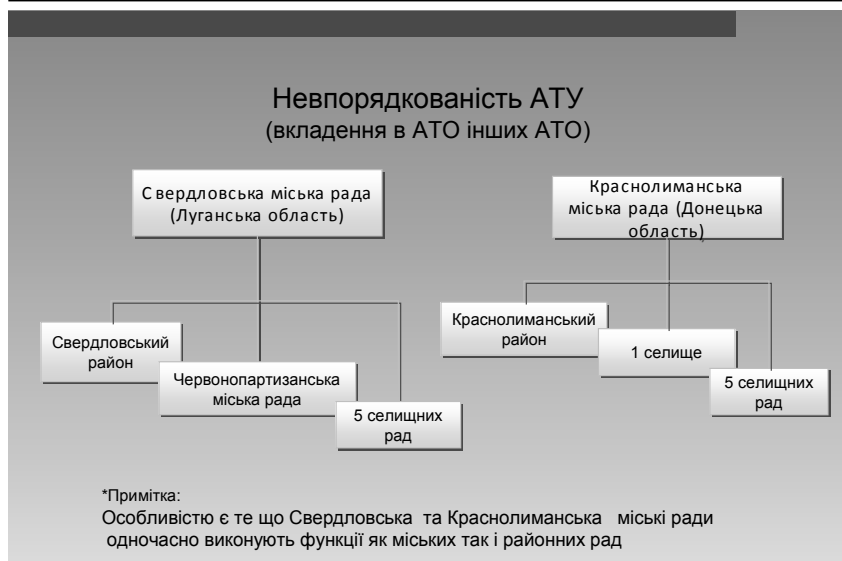 Невпорядкованість АТУ
(вкладення в АТО інших АТО)
Свердловська міська рада
(Луганська область)
Свердловський
район
Червонопартизанська
міська рада
5 селищних
рад
Краснолиманська
міська рада (Донецька
область)
Краснолиманський
район
1 селище
5 селищних
рад
*Примітка:
Особливістю є те що Свердловська та Краснолиманська міські ради
одночасно виконують функції як міських так і районних рад